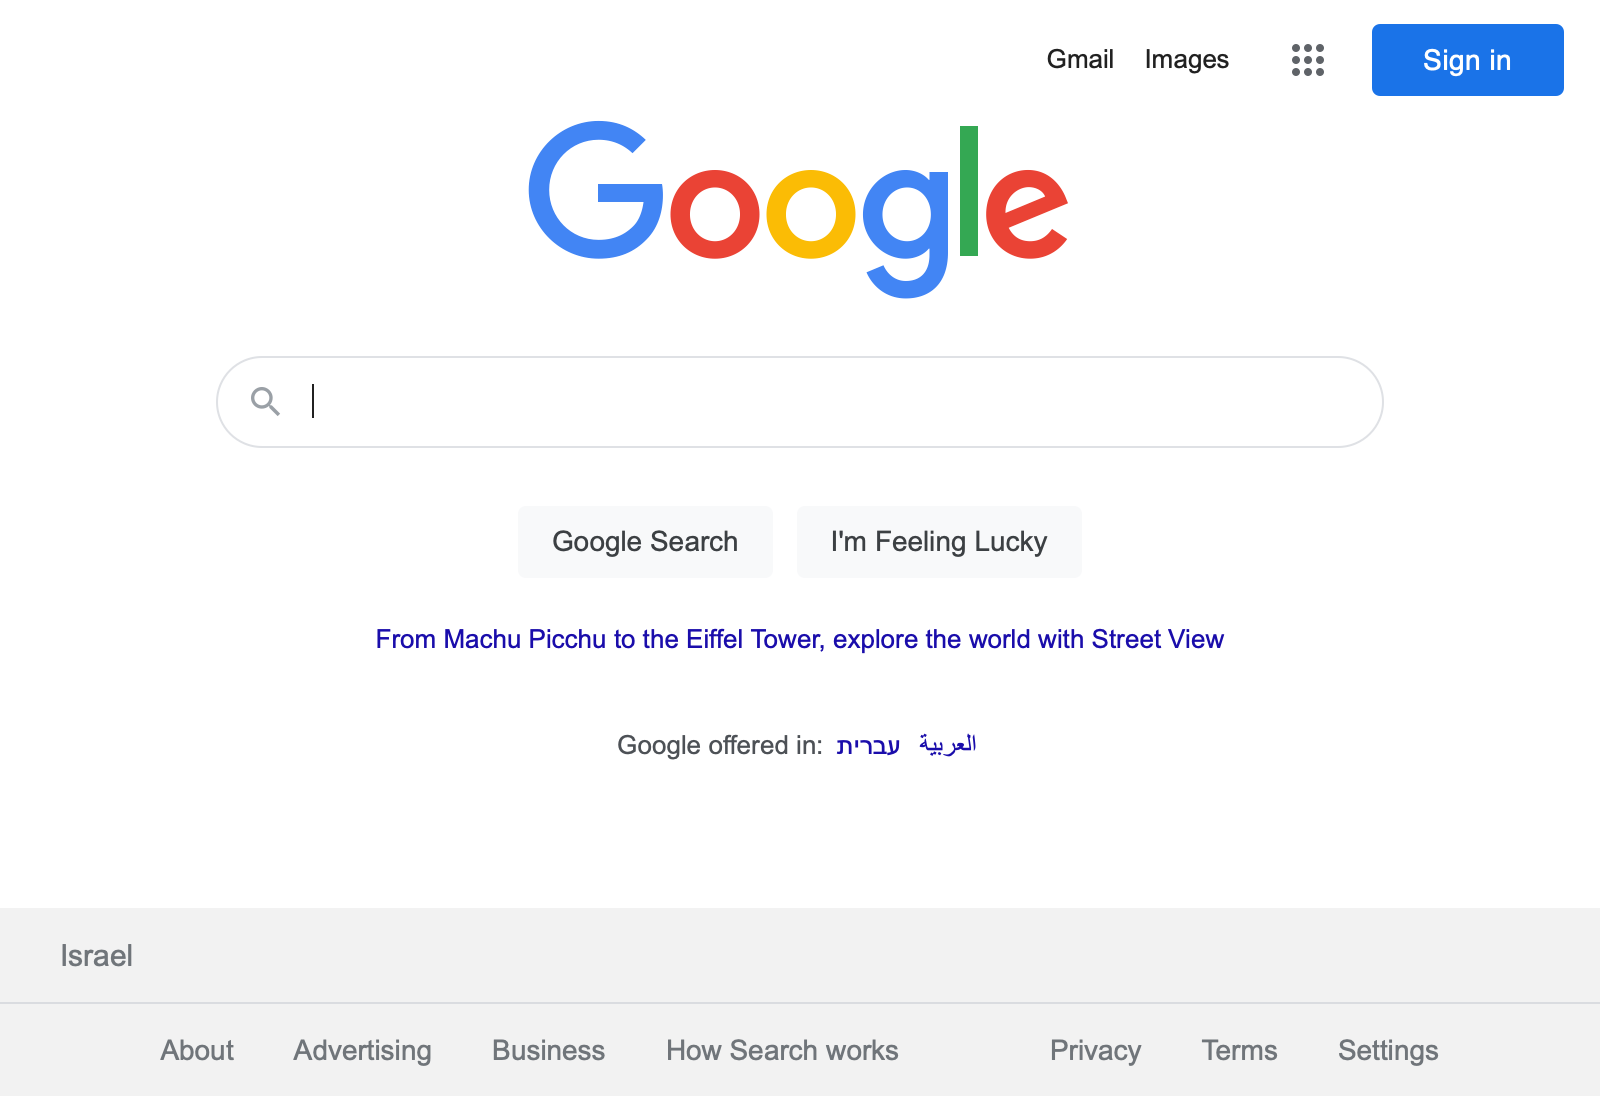 Gmail Images Sign in
Google
Google Search I'm Feeling Lucky
From Machu Picchu to the Eiffel Tower, explore the world with Street View
Google offered in: עברית العربية
Israel
About Advertising Business How Search works Privacy Terms Settings